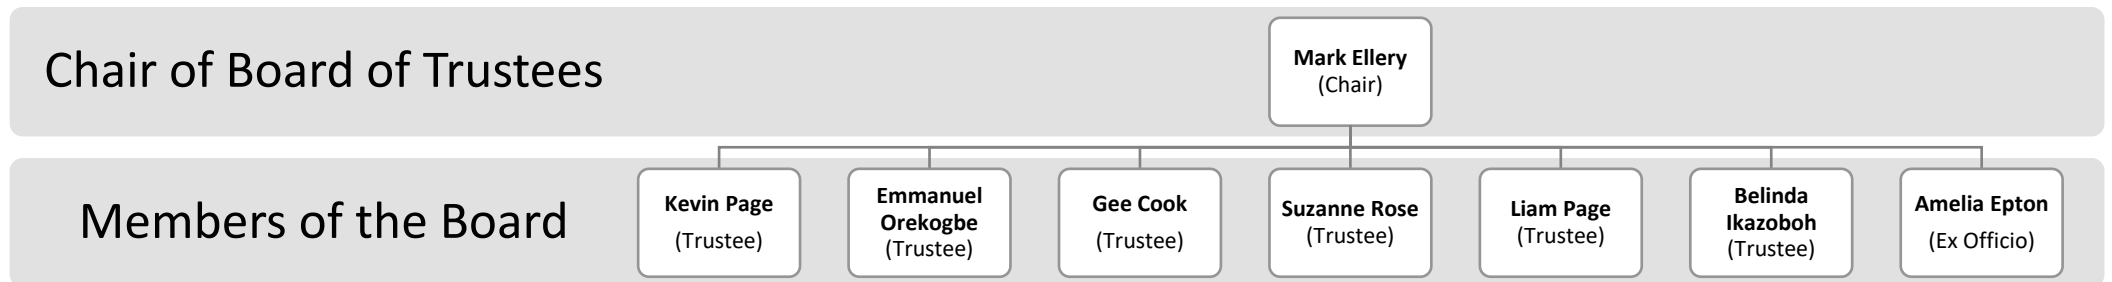 Chair of Board of Trustees
Mark Ellery
(Chair)
Members of the Board
Kevin Page
(Trustee)
Emmanuel
Orekogbe
(Trustee)
Gee Cook
(Trustee)
Suzanne Rose
(Trustee)
Liam Page
(Trustee)
Belinda
Ikazoboh
(Trustee)
Amelia Epton
(Ex Officio)